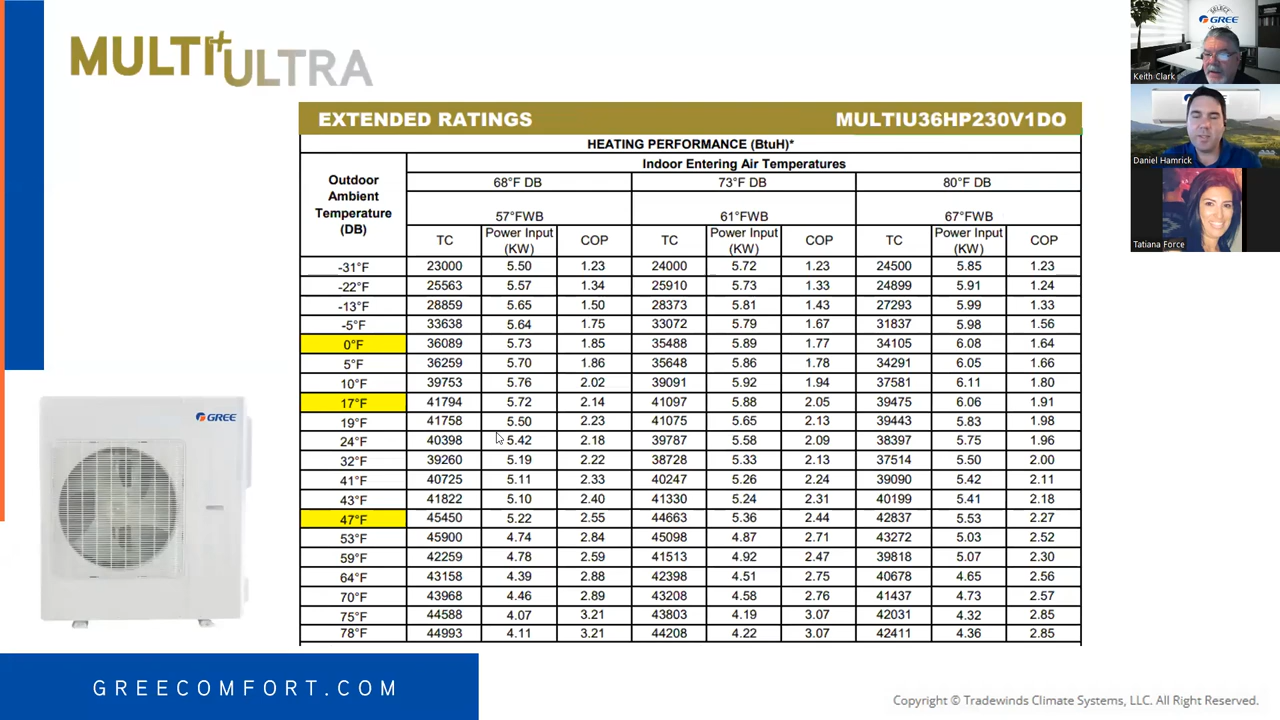 MULTI+ULTRA
EXTENDED RATINGS MULTIU36HP230V1DO
HEATING PERFORMANCE (BtuH)*
Outdoor Ambient Temperature (DB) Indoor Entering Air Temperatures
68°F DB 73°F DB 80°F DB
57°FWB 61°FWB 67°FWB
TC Power Input (KW) COP TC Power Input (KW) COP TC Power Input (KW) COP
-31°F 23000 5.50 1.23 24000 5.72 1.23 24500 5.85 1.23
-22°F 25563 5.57 1.34 25910 5.73 1.33 24899 5.91 1.24
-13°F 28859 5.65 1.50 28373 5.81 1.43 27293 5.99 1.33
-5°F 33638 5.64 1.75 33072 5.79 1.67 31837 5.98 1.56
0°F 36089 5.73 1.85 35488 5.89 1.77 34105 6.08 1.64
5°F 36259 5.70 1.86 35648 5.86 1.78 34291 6.05 1.66
10°F 39753 5.76 2.02 39091 5.92 1.94 37581 6.11 1.80
17°F 41794 5.72 2.14 41097 5.88 2.05 39475 6.06 1.91
19°F 41758 5.50 2.23 41075 5.65 2.13 39443 5.83 1.98
24°F 40398 5.42 2.18 39787 5.58 2.09 38397 5.75 1.96
32°F 39260 5.19 2.22 38728 5.33 2.13 37514 5.50 2.00
41°F 40725 5.11 2.33 40247 5.26 2.24 39090 5.42 2.11
43°F 41822 5.10 2.40 41330 5.24 2.31 40199 5.41 2.18
47°F 45450 5.22 2.55 44663 5.36 2.44 42837 5.53 2.27
53°F 45900 4.74 2.84 45098 4.87 2.71 43272 5.03 2.52
59°F 42259 4.78 2.59 41513 4.92 2.47 39818 5.07 2.30
64°F 43158 4.39 2.88 42398 4.51 2.75 40678 4.65 2.56
70°F 43968 4.46 2.89 43208 4.58 2.76 41437 4.73 2.57
75°F 44588 4.07 3.21 43803 4.19 3.07 42031 4.32 2.85
78°F 44993 4.11 3.21 44208 4.22 3.07 42411 4.36 2.85
GREE
GREECOMFORT.COM
Copyright © Tradewinds Climate Systems, LLC. All Right Reserved.
SELECT
GREE
Keith Clark
Daniel Hamrick
Tatiana Force